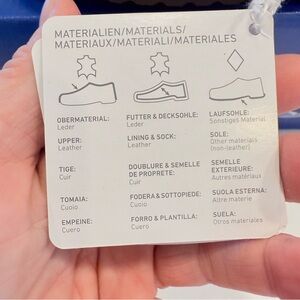 MATERIALIEN/MATERIALS/
MATERIAUX/MATERIALI/MATERIALES
OBERMATERIAL:
Leder
FUTTER & DECKSOHLE:
Leder
LAUFSOHLE:
Sonstiges Material
UPPER:
Leather
LINING & SOCK:
Leather
SOLE:
Other materials
(non-leather)
TIGE:
Cuir
DOUBLURE & SEMELLE
DE PROPRETE:
Cuir
SEMELLE
EXTERIEURE:
Autres matériaux
TOMAIA:
Cuoio
FODERA & SOTTOPIEDE:
Cuoio
SUOLA ESTERNA:
Altre materie
EMPEINE:
Cuero
FORRO & PLANTILLA:
Cuero
SUELA:
Otros materiales